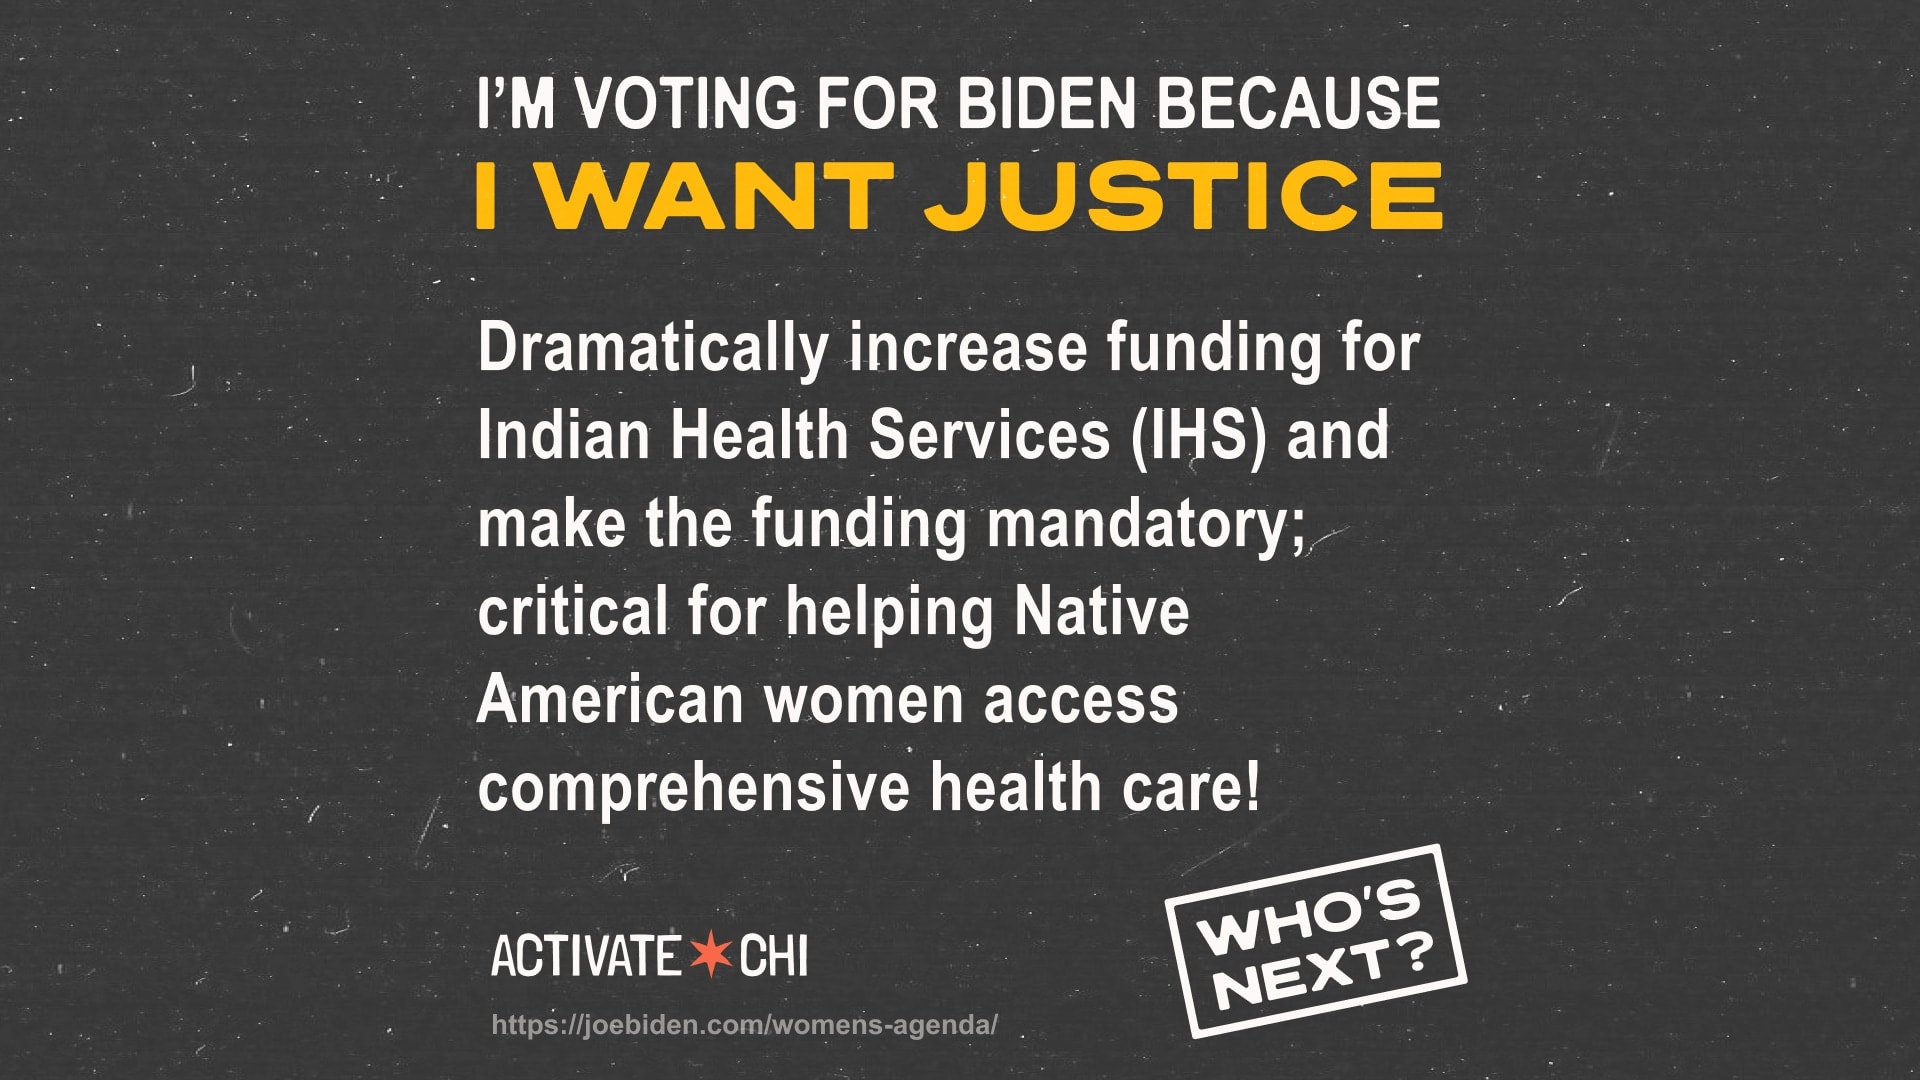 I’M VOTING FOR BIDEN BECAUSE
I WANT JUSTICE
Dramatically increase funding for
Indian Health Services (IHS) and
make the funding mandatory;
critical for helping Native
American women access
comprehensive health care!
ACTIVATE CHI
https://joebiden.com/womens-agenda/
WHO'S
NEXT?